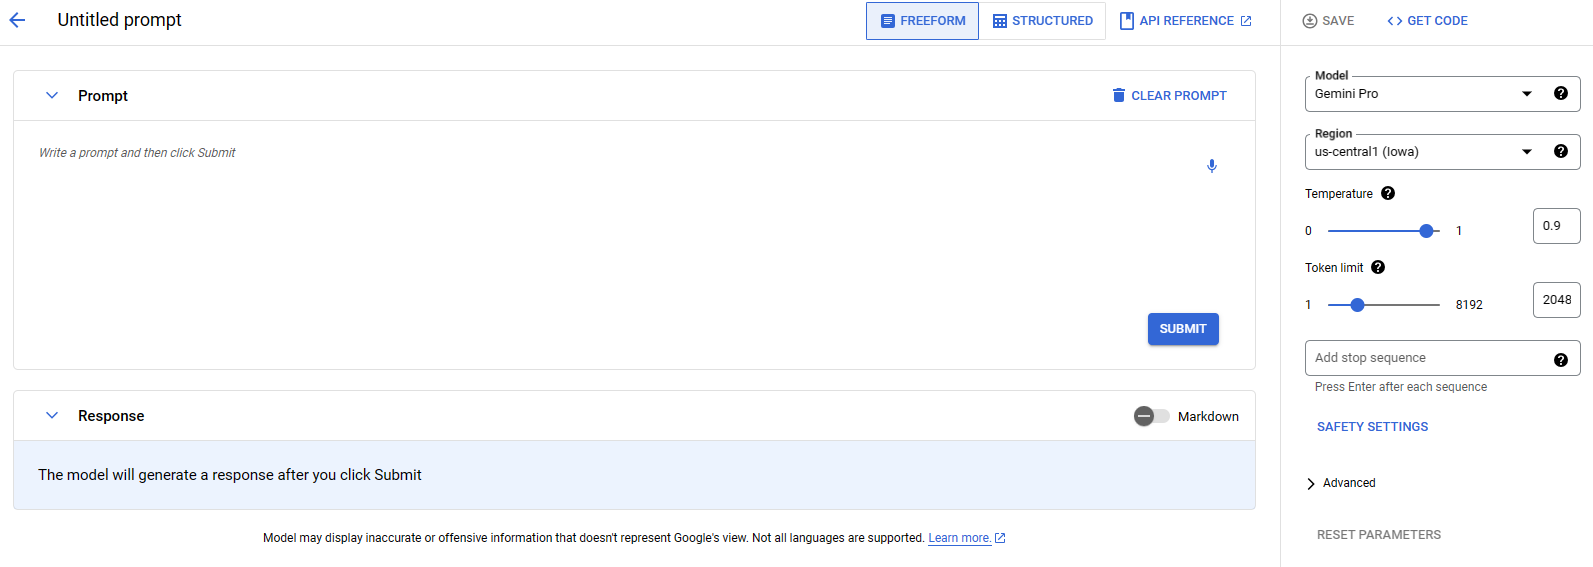 Untitled prompt
FREEFORM
STRUCTURED
API REFERENCE
SAVE
GET CODE
Prompt
CLEAR PROMPT
Write a prompt and then click Submit
SUBMIT
Response
Markdown
The model will generate a response after you click Submit
Model may display inaccurate or offensive information that doesn't represent Google's view. Not all languages are supported. Learn more.
Model
Gemini Pro
Region
us-central1 (Iowa)
Temperature
0
1
0.9
Token limit
1
8192
2048
Add stop sequence
Press Enter after each sequence
SAFETY SETTINGS
Advanced
RESET PARAMETERS